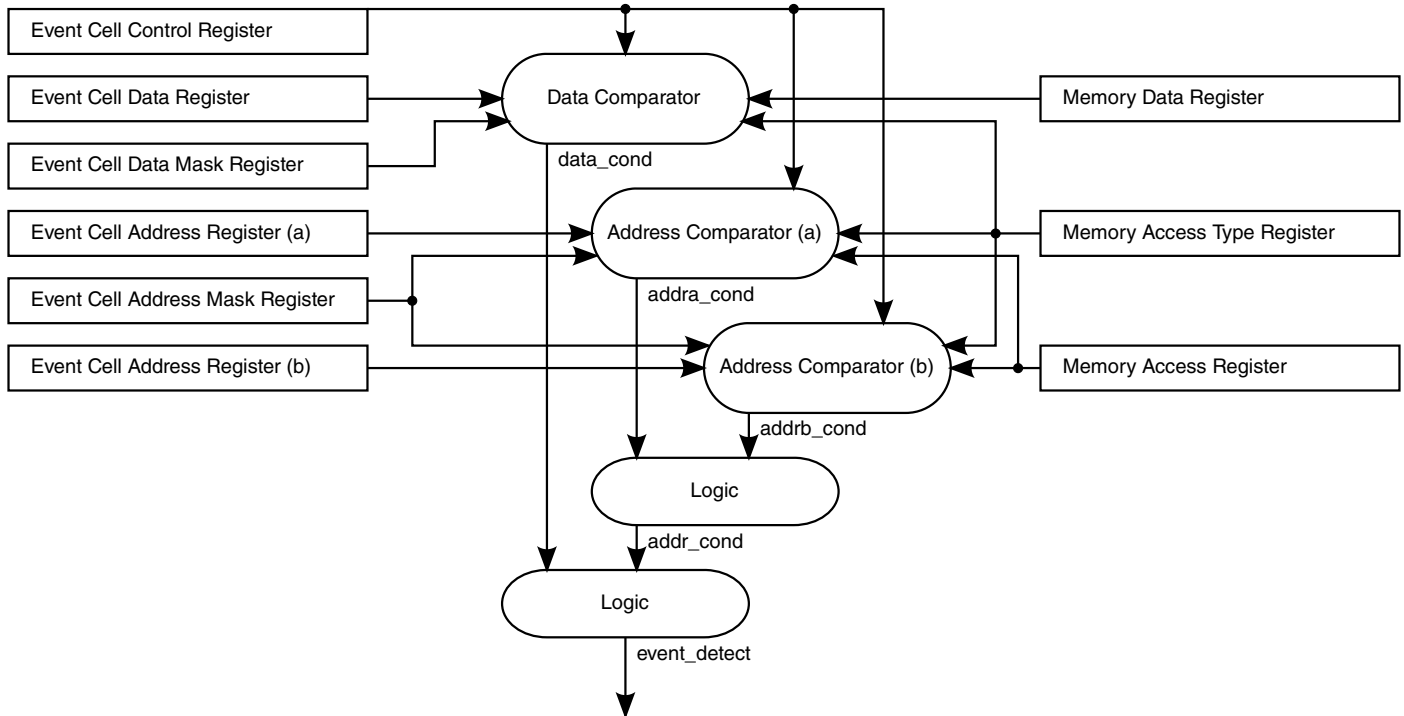 Event Cell Control Register
Event Cell Data Register
Data Comparator
Memory Data Register
Event Cell Data Mask Register
data_cond
Event Cell Address Register (a)
Address Comparator (a)
Memory Access Type Register
Event Cell Address Mask Register
addra_cond
Event Cell Address Register (b)
Address Comparator (b)
Memory Access Register
addrb_cond
Logic
addr_cond
Logic
event_detect